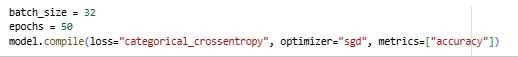 batch_size = 32
epochs = 50
model.compile(loss="categorical_crossentropy", optimizer="sgd", metrics=["accuracy"])